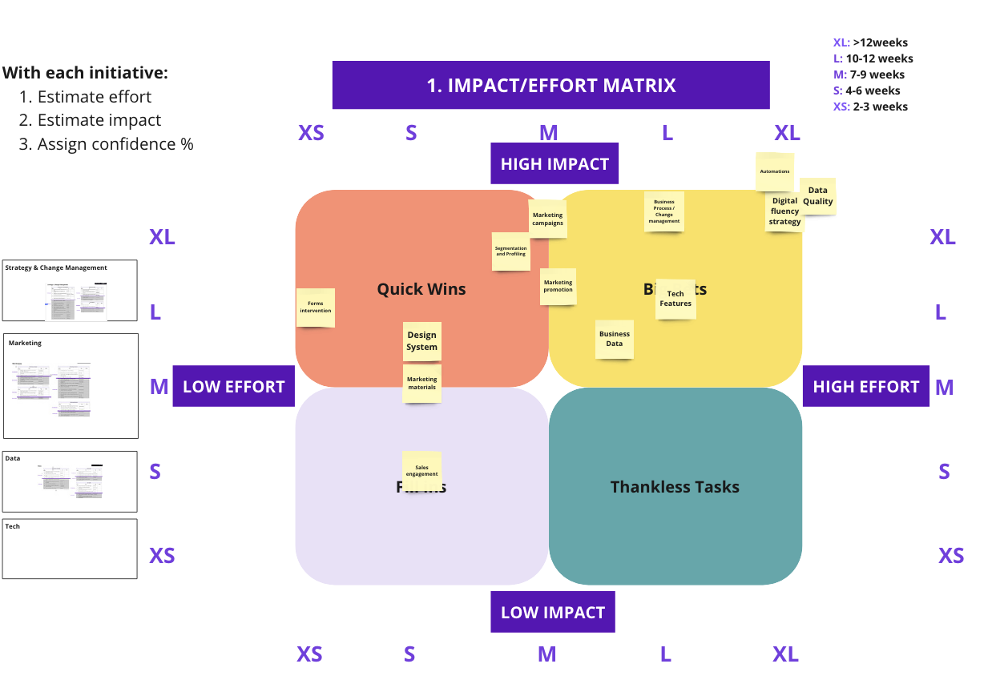 XL: >12weeks
L: 10-12 weeks
M: 7-9 weeks
S: 4-6 weeks
XS: 2-3 weeks
With each initiative:
1. Estimate effort
2. Estimate impact
3. Assign confidence %
1. IMPACT/EFFORT MATRIX
XS S M L XL
HIGH IMPACT
Automations
Data
Quality
Digital
fluency
strategy
Business
Process /
Change
management
Marketing
campaigns
Segmentation
and Profiling
Marketing
promotion
Quick Wins
Tech
Features
Forms
intervention
Business
Data
Design
System
Marketing
materials
Sales
engagement
Thankless Tasks
XL
L
M
S
XS
LOW EFFORT
HIGH EFFORT
XL
L
M
S
XS
Strategy & Change Management
Marketing
Data
Tech
LOW IMPACT
XS S M L XL